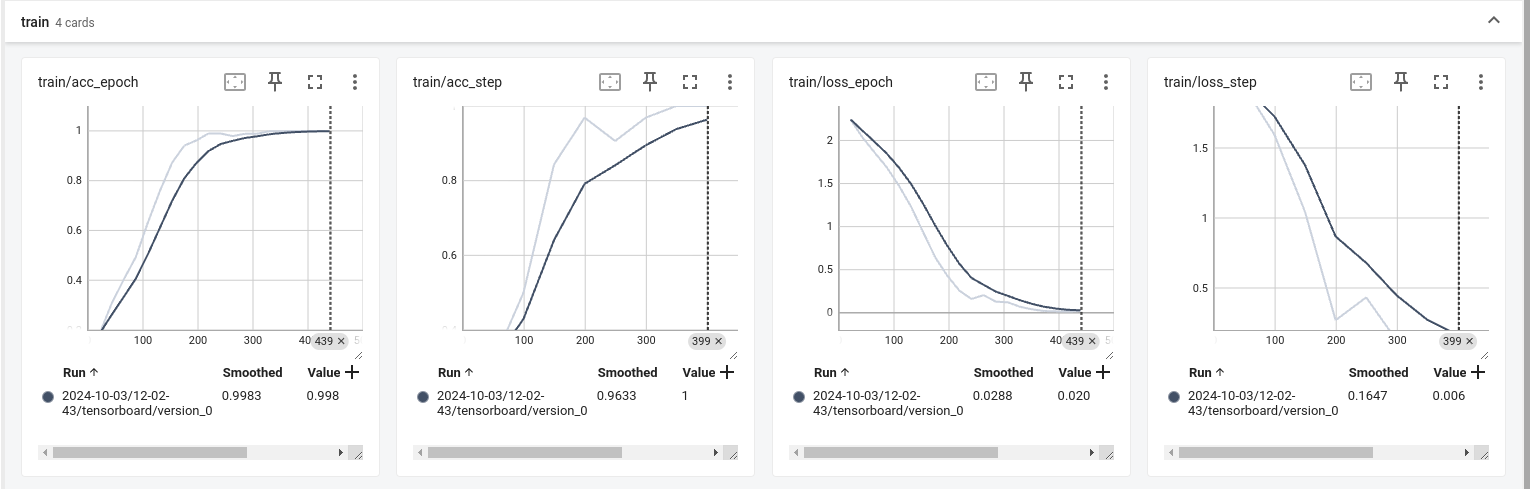 train 4 cards
train/acc_epoch
1
0.8
0.6
0.4
0.2
100 200 300 40 439 ✕
Run ↑ Smoothed Value +
2024-10-03/12-02-
43/tensorboard/version_0 0.9983 0.998
train/acc_step
0.8
0.6
0.4
100 200 300 399 ✕
Run ↑ Smoothed Value +
2024-10-03/12-02-
43/tensorboard/version_0 0.9633 1
train/loss_epoch
2
1.5
1
0.5
0
100 200 300 40 439 ✕
Run ↑ Smoothed Value +
2024-10-03/12-02-
43/tensorboard/version_0 0.0288 0.020
train/loss_step
1.5
1
0.5
100 200 300 399 ✕
Run ↑ Smoothed Value +
2024-10-03/12-02-
43/tensorboard/version_0 0.1647 0.006